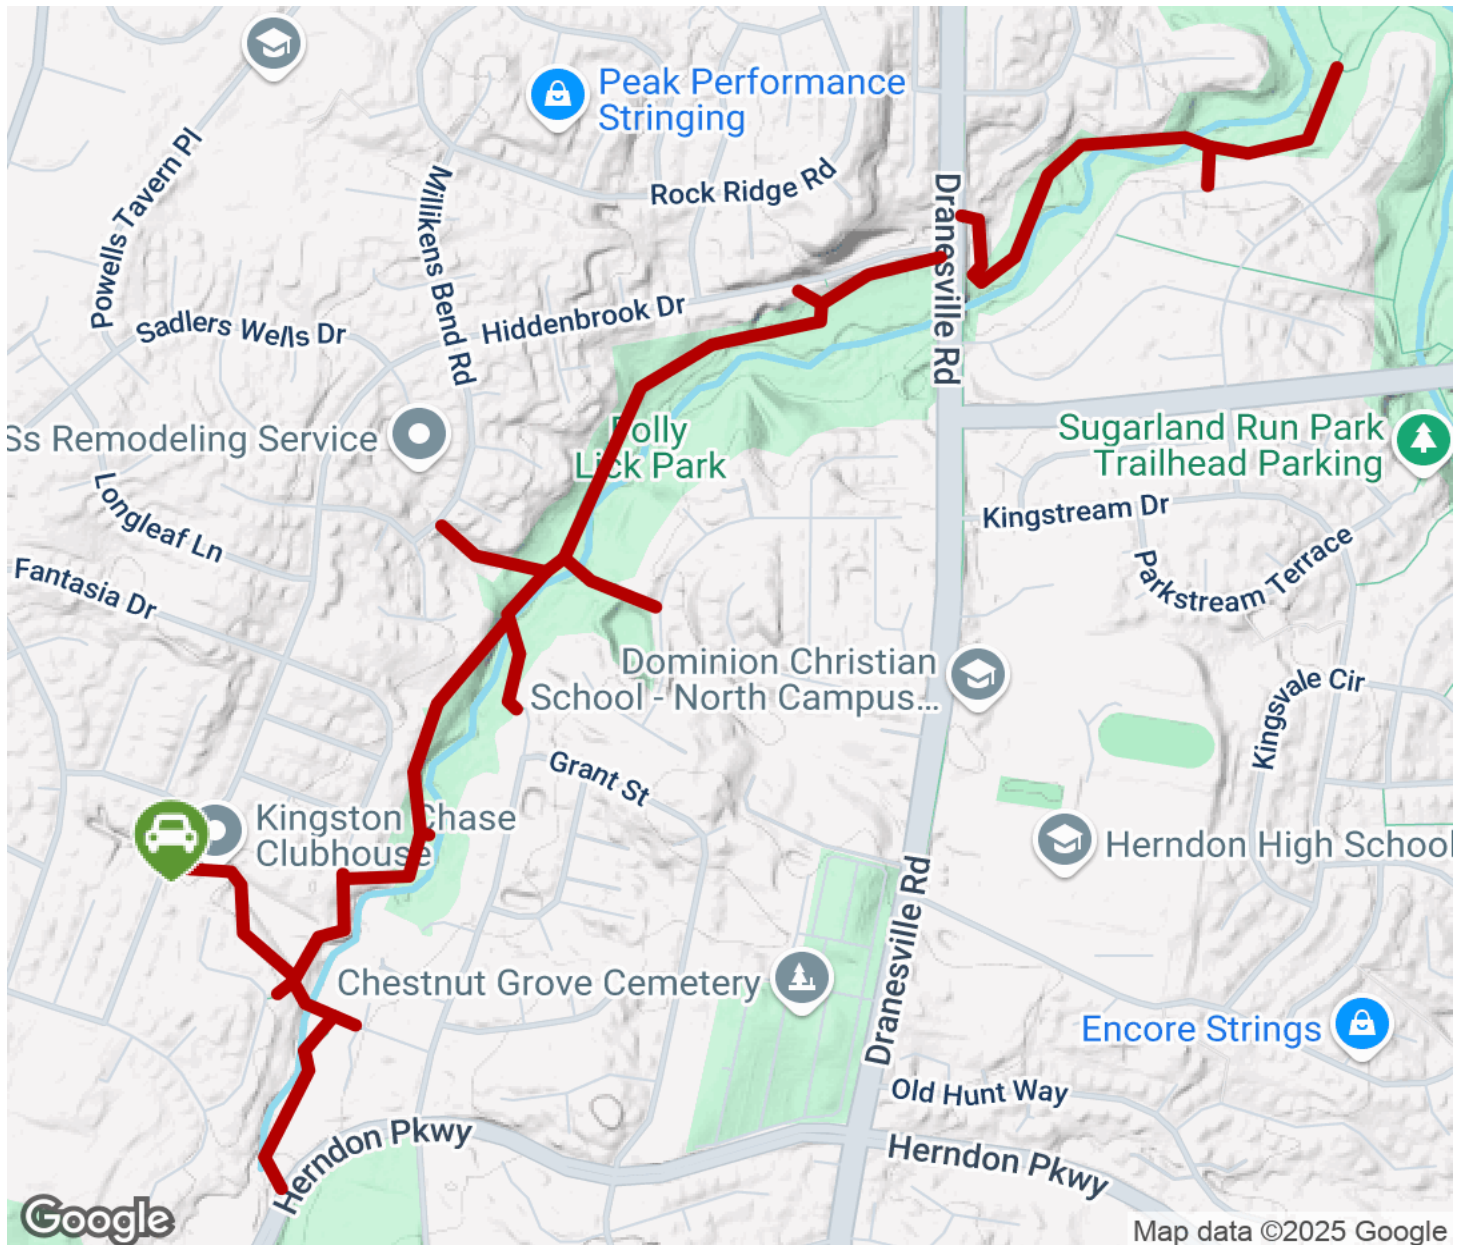 Peak Performance
Stringing
Powells Tavern Pl
Millikens Bend Rd
Rock Ridge Rd
Dranesville Rd
Sadlers Wells Dr
Hiddenbrook Dr
Ss Remodeling Service
Folly
Lick Park
Sugarland Run Park
Trailhead Parking
Longleaf Ln
Kingstream Dr
Fantasia Dr
Parkstream Terrace
Dominion Christian
School - North Campus...
Kingsvale Cir
Grant St
Kingston Chase
Clubhouse
Herndon High School
Dranesville Rd
Chestnut Grove Cemetery
Encore Strings
Old Hunt Way
Herndon Pkwy
Herndon Pkwy
Google
Map data ©2025 Google